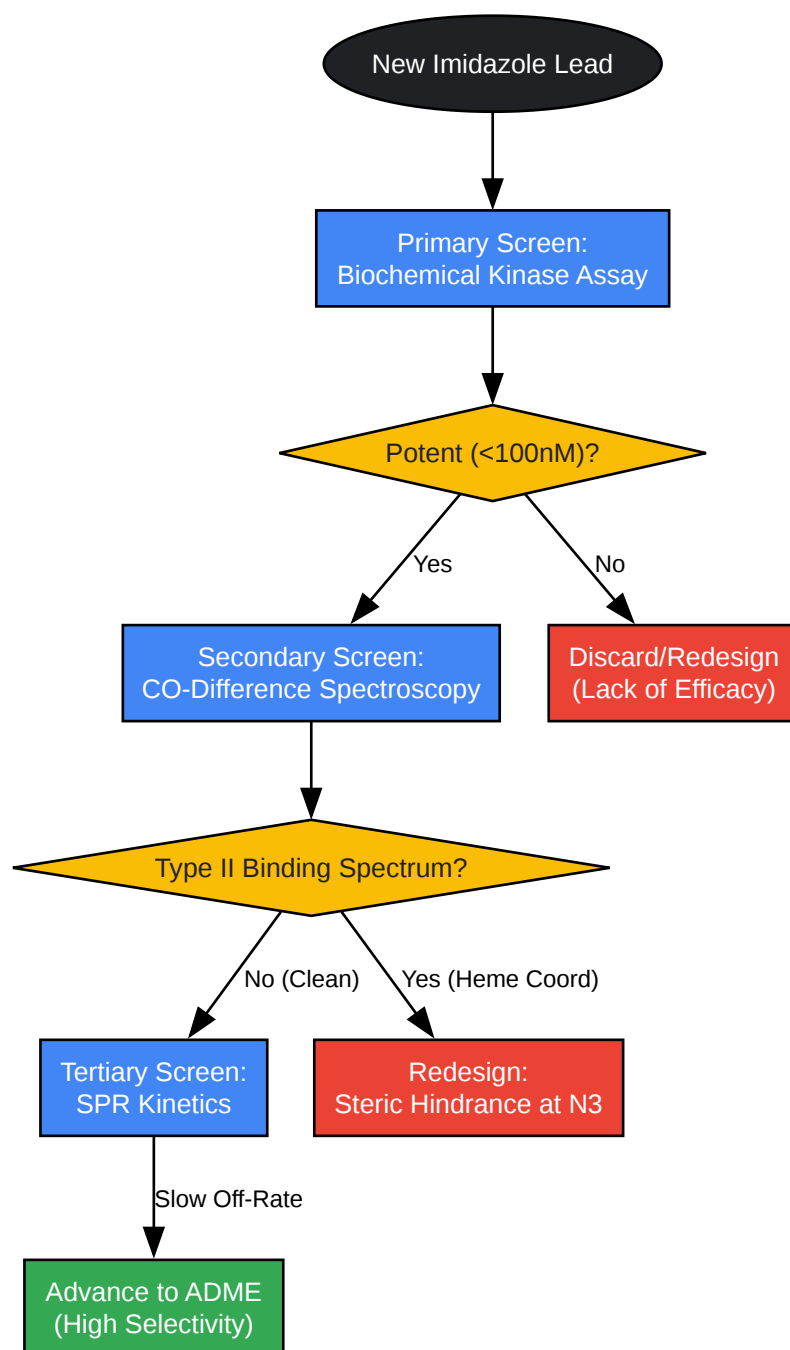 New Imidazole Lead
Primary Screen:
Biochemical Kinase Assay
Potent (<100nM)?
Yes
No
Secondary Screen:
CO-Difference Spectroscopy
Discard/Redesign
(Lack of Efficacy)
Type II Binding Spectrum?
No (Clean)
Yes (Heme Coord)
Tertiary Screen:
SPR Kinetics
Redesign:
Steric Hindrance at N3
Slow Off-Rate
Advance to ADME
(High Selectivity)